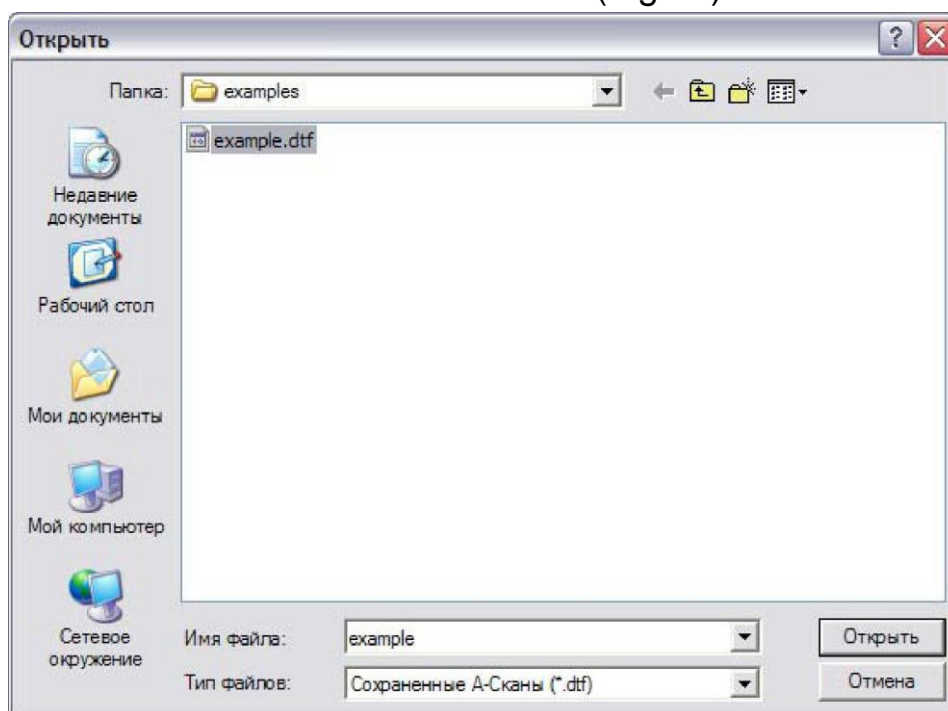 Открыть
Папка: examples
example.dtf
Недавние
документы
Рабочий стол
Мои документы
Мой компьютер
Сетевое
окружение
Имя файла: example Открыть
Тип файлов: Сохраненные А-Сканы (*.dtf) Отмена